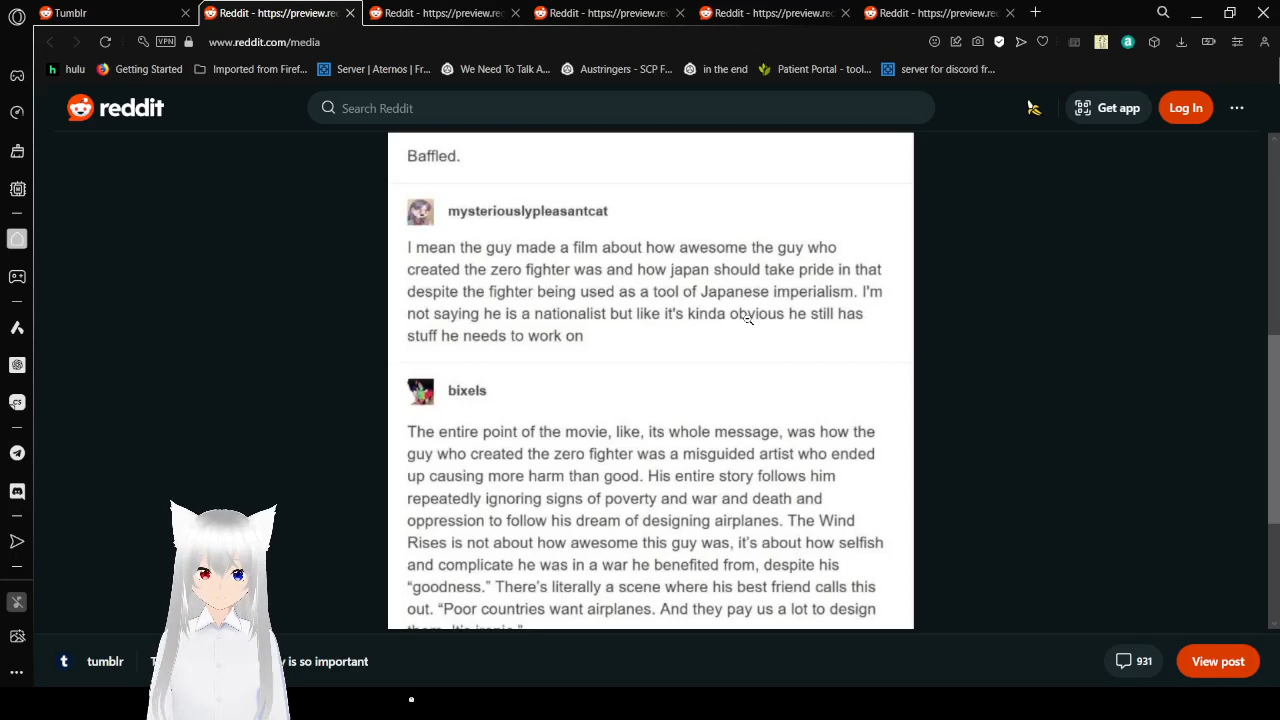 Tumblr
Reddit - https://preview.rec
Reddit - https://preview.rec
Reddit - https://preview.rec
Reddit - https://preview.rec
Reddit - https://preview.rec
VPN
www.reddit.com/media
hulu
Getting Started
Imported from Firef...
Server | Aternos | Fr...
We Need To Talk A...
Austringers - SCP F...
in the end
Patient Portal - tool...
server for discord fr...
reddit
Search Reddit
Get app
Log In
Baffled.
mysteriouslypleasantcat
I mean the guy made a film about how awesome the guy who
created the zero fighter was and how japan should take pride in that
despite the fighter being used as a tool of Japanese imperialism. I'm
not saying he is a nationalist but like it's kinda obvious he still has
stuff he needs to work on
bixels
The entire point of the movie, like, its whole message, was how the
guy who created the zero fighter was a misguided artist who ended
up causing more harm than good. His entire story follows him
repeatedly ignoring signs of poverty and war and death and
oppression to follow his dream of designing airplanes. The Wind
Rises is not about how awesome this guy was, it's about how selfish
and complicate he was in a war he benefited from, despite his
“goodness.” There's literally a scene where his best friend calls this
out. “Poor countries want airplanes. And they pay us a lot to design
them. It's ironic.”
tumblr
y is so important
931
View post